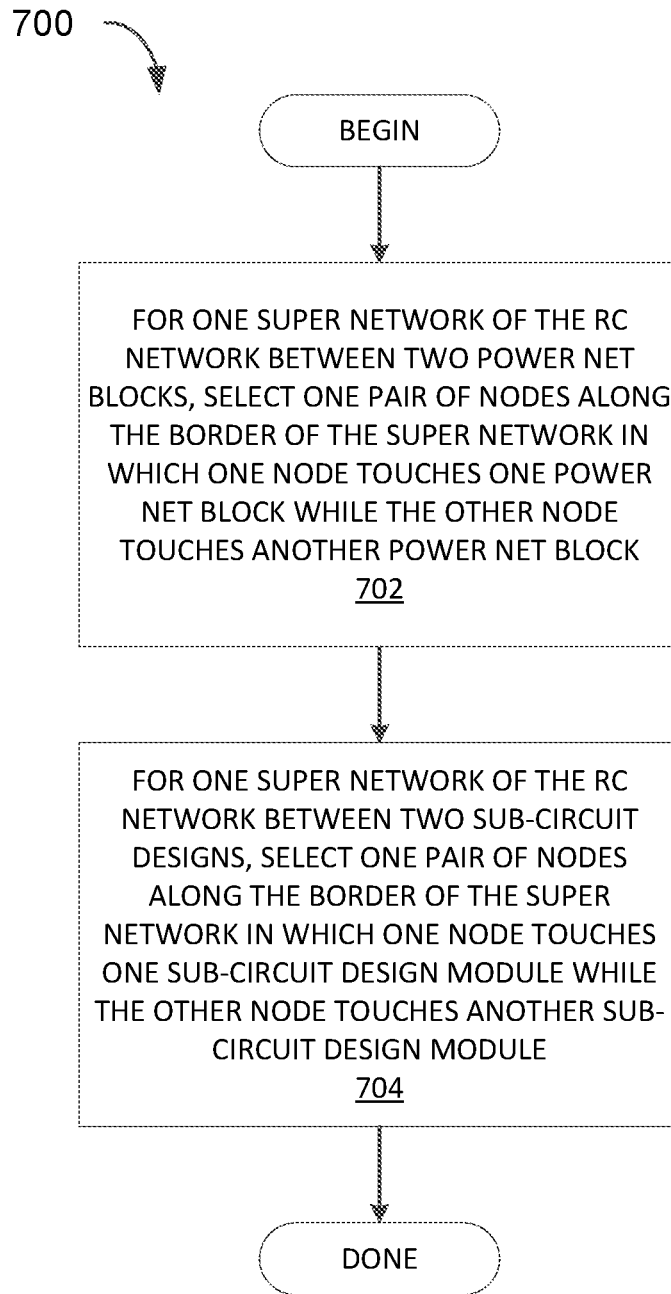 700
BEGIN
FOR ONE SUPER NETWORK OF THE RC
NETWORK BETWEEN TWO POWER NET
BLOCKS, SELECT ONE PAIR OF NODES ALONG
THE BORDER OF THE SUPER NETWORK IN
WHICH ONE NODE TOUCHES ONE POWER
NET BLOCK WHILE THE OTHER NODE
TOUCHES ANOTHER POWER NET BLOCK
702
FOR ONE SUPER NETWORK OF THE RC
NETWORK BETWEEN TWO SUB-CIRCUIT
DESIGNS, SELECT ONE PAIR OF NODES
ALONG THE BORDER OF THE SUPER
NETWORK IN WHICH ONE NODE TOUCHES
ONE SUB-CIRCUIT DESIGN MODULE WHILE
THE OTHER NODE TOUCHES ANOTHER SUB-
CIRCUIT DESIGN MODULE
704
DONE